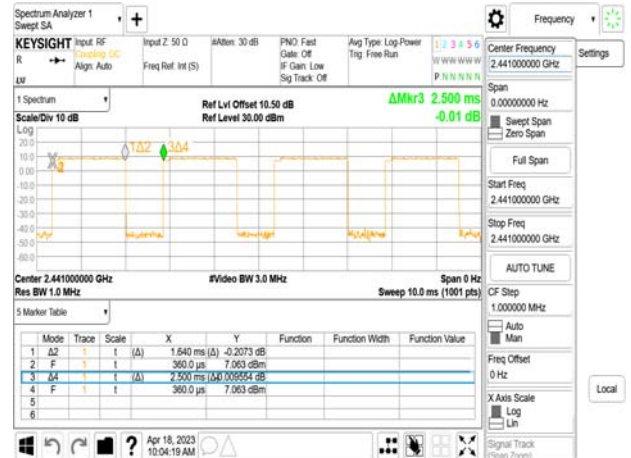 Spectrum Analyzer 1
Swept SA
+
Frequency
KEYSIGHT
R
LU
Input: RF
Coupling: DC
Align: Auto
Input Z: 50 Ω
Freq Ref: Int (S)
#Atten: 30 dB
PNO: Fast
Gate: Off
IF Gain: Low
Sig Track: Off
Avg Type: Log-Power
Trig: Free Run
1 2 3 4 5 6
W W W W W W
P N N N N N
1 Spectrum
Scale/Div 10 dB
Ref Lvl Offset 10.50 dB
Ref Level 30.00 dBm
ΔMkr3 2.500 ms
-0.01 dB
Log
20.0
10.0
0.00
-10.0
-20.0
-30.0
-40.0
-50.0
-60.0
1Δ2
3Δ4
Center 2.441000000 GHz
Res BW 1.0 MHz
#Video BW 3.0 MHz
Span 0 Hz
Sweep 10.0 ms (1001 pts)
5 Marker Table
Mode Trace Scale X Y Function Function Width Function Value
1 Δ2 1 t (Δ) 1.640 ms (Δ) -0.2073 dB
2 F 1 t 360.0 µs 7.063 dBm
3 Δ4 1 t (Δ) 2.500 ms (Δ) -0.009554 dB
4 F 1 t 360.0 µs 7.063 dBm
5
6
?
Apr 18, 2023
10:04:19 AM
Center Frequency
2.441000000 GHz
Settings
Span
0.00000000 Hz
Swept Span
Zero Span
Full Span
Start Freq
2.441000000 GHz
Stop Freq
2.441000000 GHz
AUTO TUNE
CF Step
1.000000 MHz
Auto
Man
Freq Offset
0 Hz
X Axis Scale
Log
Lin
Local
Signal Track
(Span Zoom)